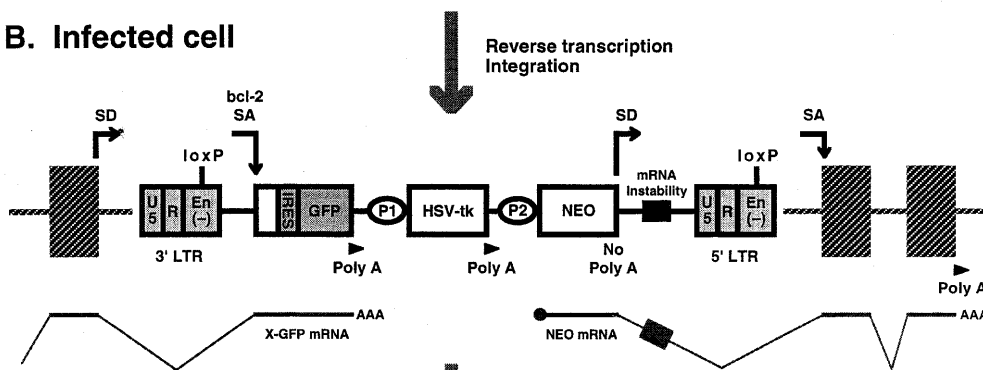 B. Infected cell
Reverse transcription
Integration
SD
bcl-2
SA
SD
SA
loxP
loxP
mRNA
Instability
U
5
R
En
(–)
IRES
GFP
P1
HSV-tk
P2
NEO
U
5
R
En
(–)
3' LTR
Poly A
Poly A
No
Poly A
5' LTR
Poly A
X-GFP mRNA
AAA
NEO mRNA
AAA